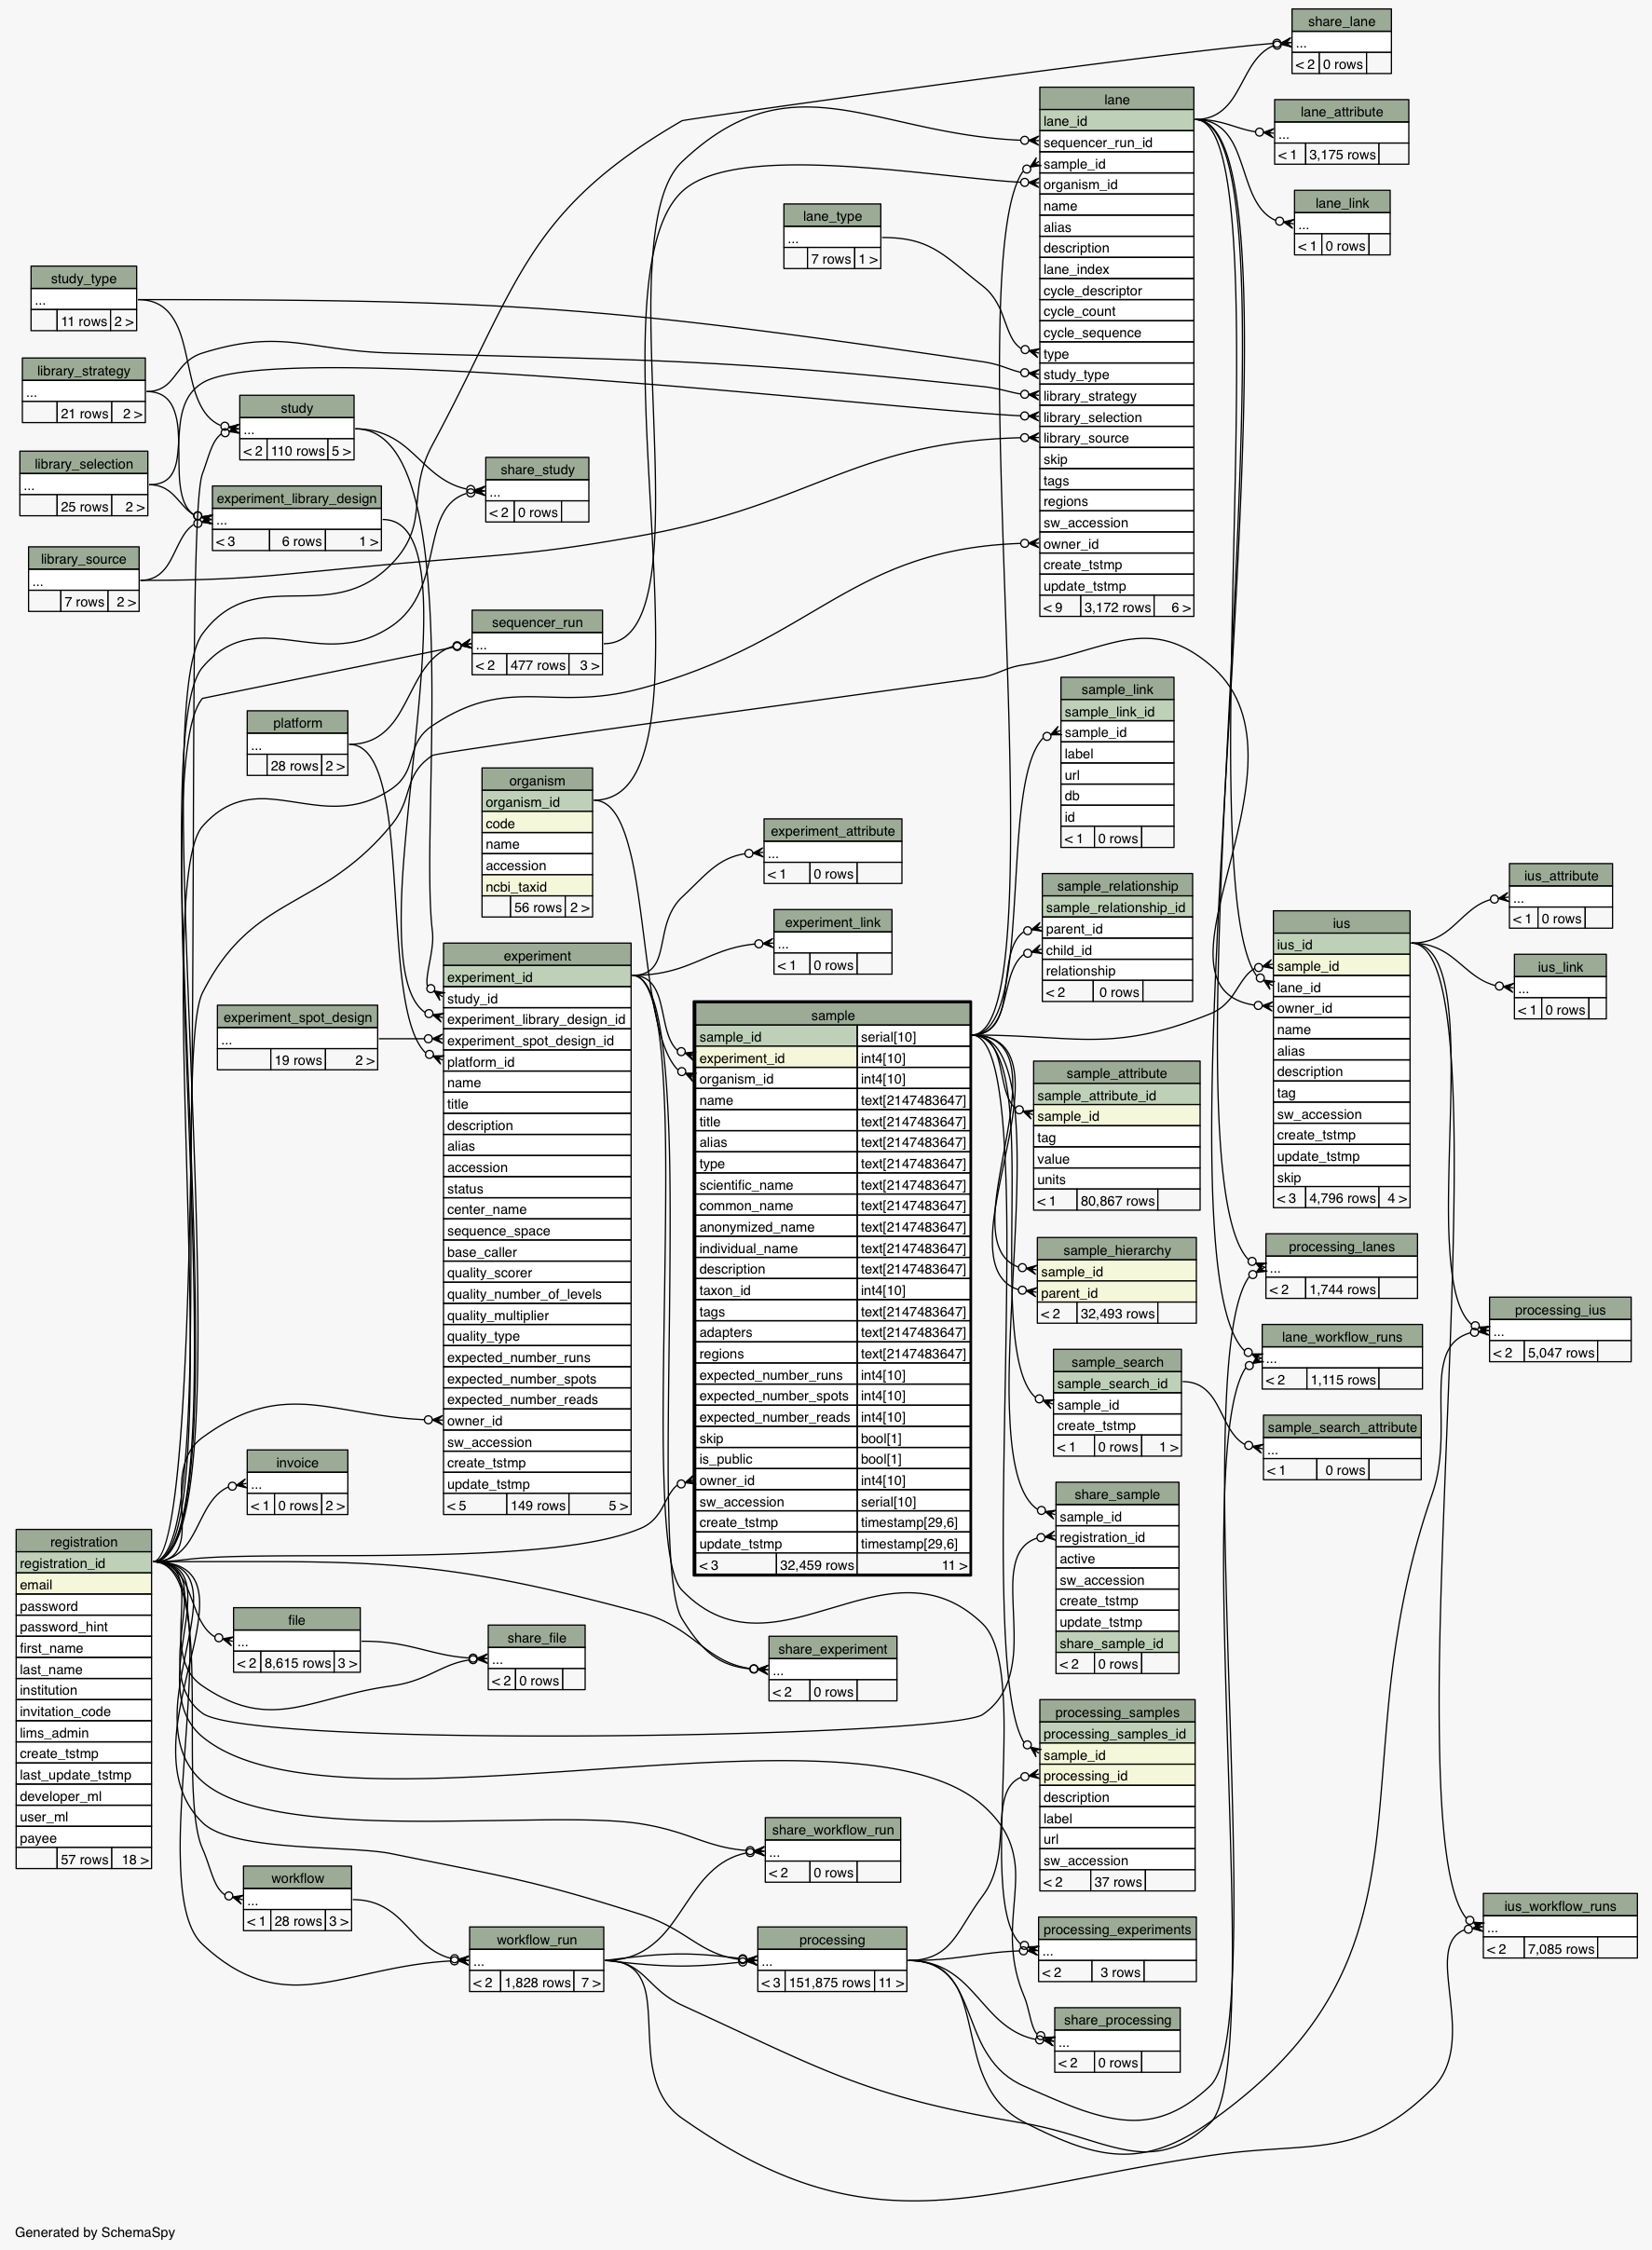 share_lane
...
< 2 0 rows
lane
lane_id
sequencer_run_id
sample_id
organism_id
name
alias
description
lane_index
cycle_descriptor
cycle_count
cycle_sequence
type
study_type
library_strategy
library_selection
library_source
skip
tags
regions
sw_accession
owner_id
create_tstmp
update_tstmp
< 9 3,172 rows 6 >
lane_attribute
...
< 1 3,175 rows
lane_link
...
< 1 0 rows
lane_type
...
7 rows 1 >
study_type
...
11 rows 2 >
library_strategy
...
21 rows 2 >
study
...
< 2 110 rows 5 >
library_selection
...
25 rows 2 >
share_study
...
< 2 0 rows
experiment_library_design
...
< 3 6 rows 1 >
library_source
...
7 rows 2 >
sequencer_run
...
< 2 477 rows 3 >
sample_link
sample_link_id
sample_id
label
url
db
id
< 1 0 rows
platform
...
28 rows 2 >
organism
organism_id
code
name
accession
ncbi_taxid
56 rows 2 >
experiment_attribute
...
< 1 0 rows
sample_relationship
sample_relationship_id
parent_id
child_id
relationship
< 2 0 rows
ius_attribute
...
< 1 0 rows
experiment_link
...
< 1 0 rows
ius
ius_id
sample_id
lane_id
owner_id
name
alias
description
tag
sw_accession
create_tstmp
update_tstmp
skip
< 3 4,796 rows 4 >
ius_link
...
< 1 0 rows
experiment
experiment_id
study_id
experiment_library_design_id
experiment_spot_design_id
platform_id
name
title
description
alias
accession
status
center_name
sequence_space
base_caller
quality_scorer
quality_number_of_levels
quality_multiplier
quality_type
expected_number_runs
expected_number_spots
expected_number_reads
owner_id
sw_accession
create_tstmp
update_tstmp
< 5 149 rows 5 >
experiment_spot_design
...
19 rows 2 >
sample
sample_id serial[10]
experiment_id int4[10]
organism_id int4[10]
name text[2147483647]
title text[2147483647]
alias text[2147483647]
type text[2147483647]
scientific_name text[2147483647]
common_name text[2147483647]
anonymized_name text[2147483647]
individual_name text[2147483647]
description text[2147483647]
taxon_id int4[10]
tags text[2147483647]
adapters text[2147483647]
regions text[2147483647]
expected_number_runs int4[10]
expected_number_spots int4[10]
expected_number_reads int4[10]
skip bool[1]
is_public bool[1]
owner_id int4[10]
sw_accession serial[10]
create_tstmp timestamp[29,6]
update_tstmp timestamp[29,6]
< 3 32,459 rows 11 >
sample_attribute
sample_attribute_id
sample_id
tag
value
units
< 1 80,867 rows
sample_hierarchy
sample_id
parent_id
< 2 32,493 rows
processing_lanes
...
< 2 1,744 rows
processing_ius
...
< 2 5,047 rows
lane_workflow_runs
...
< 2 1,115 rows
sample_search
sample_search_id
sample_id
create_tstmp
< 1 0 rows 1 >
sample_search_attribute
...
< 1 0 rows
invoice
...
< 1 0 rows 2 >
share_sample
sample_id
registration_id
active
sw_accession
create_tstmp
update_tstmp
share_sample_id
< 2 0 rows
registration
registration_id
email
password
password_hint
first_name
last_name
institution
invitation_code
lims_admin
create_tstmp
last_update_tstmp
developer_ml
user_ml
payee
57 rows 18 >
file
...
< 2 8,615 rows 3 >
share_file
...
< 2 0 rows
share_experiment
...
< 2 0 rows
processing_samples
processing_samples_id
sample_id
processing_id
description
label
url
sw_accession
< 2 37 rows
share_workflow_run
...
< 2 0 rows
workflow
...
< 1 28 rows 3 >
workflow_run
...
< 2 1,828 rows 7 >
processing
...
< 3 151,875 rows 11 >
processing_experiments
...
< 2 3 rows
ius_workflow_runs
...
< 2 7,085 rows
share_processing
...
< 2 0 rows
Generated by SchemaSpy